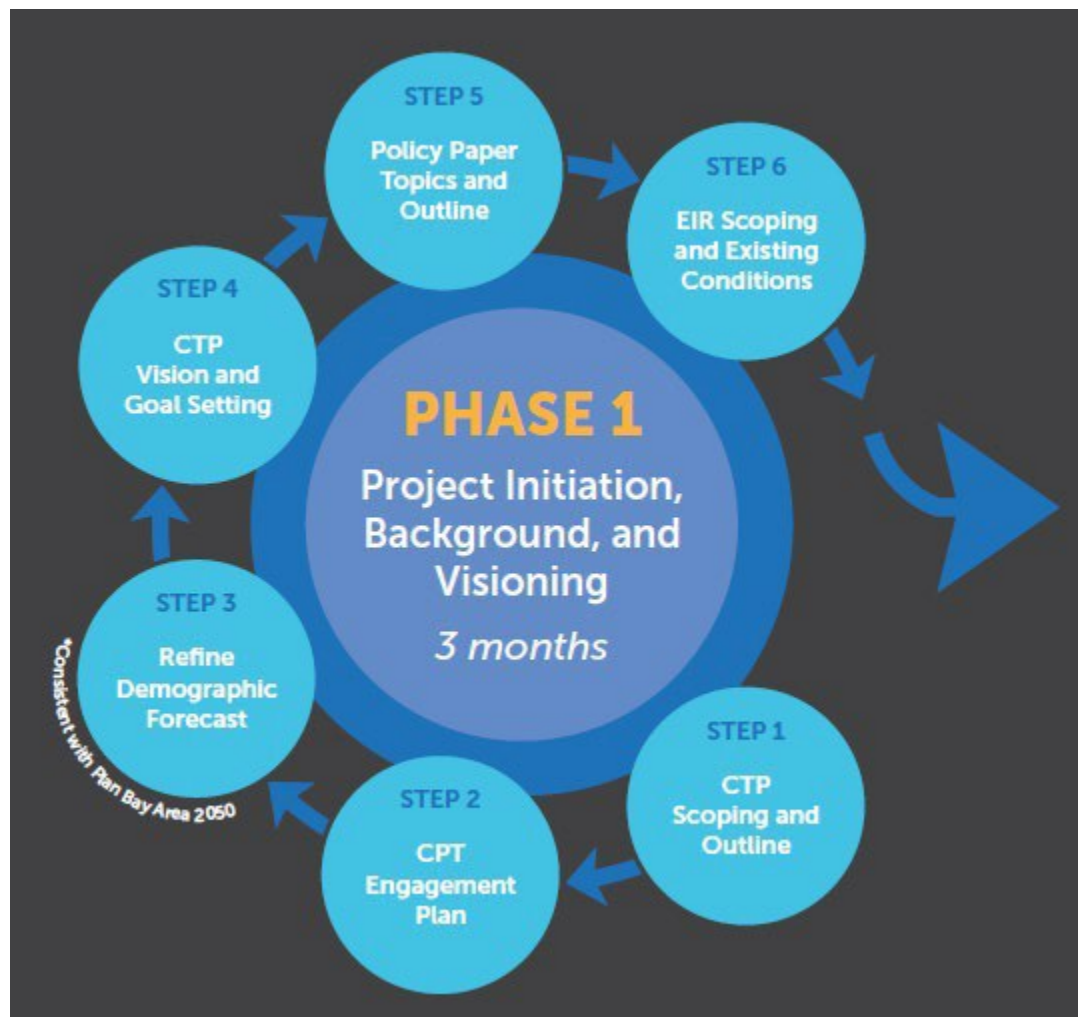 PHASE 1
Project Initiation,
Background, and
Visioning
3 months
STEP 1
CTP
Scoping and
Outline
STEP 2
CPT
Engagement
Plan
STEP 3
Refine
Demographic
Forecast
*Consistent with Plan Bay Area 2050
STEP 4
CTP
Vision and
Goal Setting
STEP 5
Policy Paper
Topics and
Outline
STEP 6
EIR Scoping
and Existing
Conditions